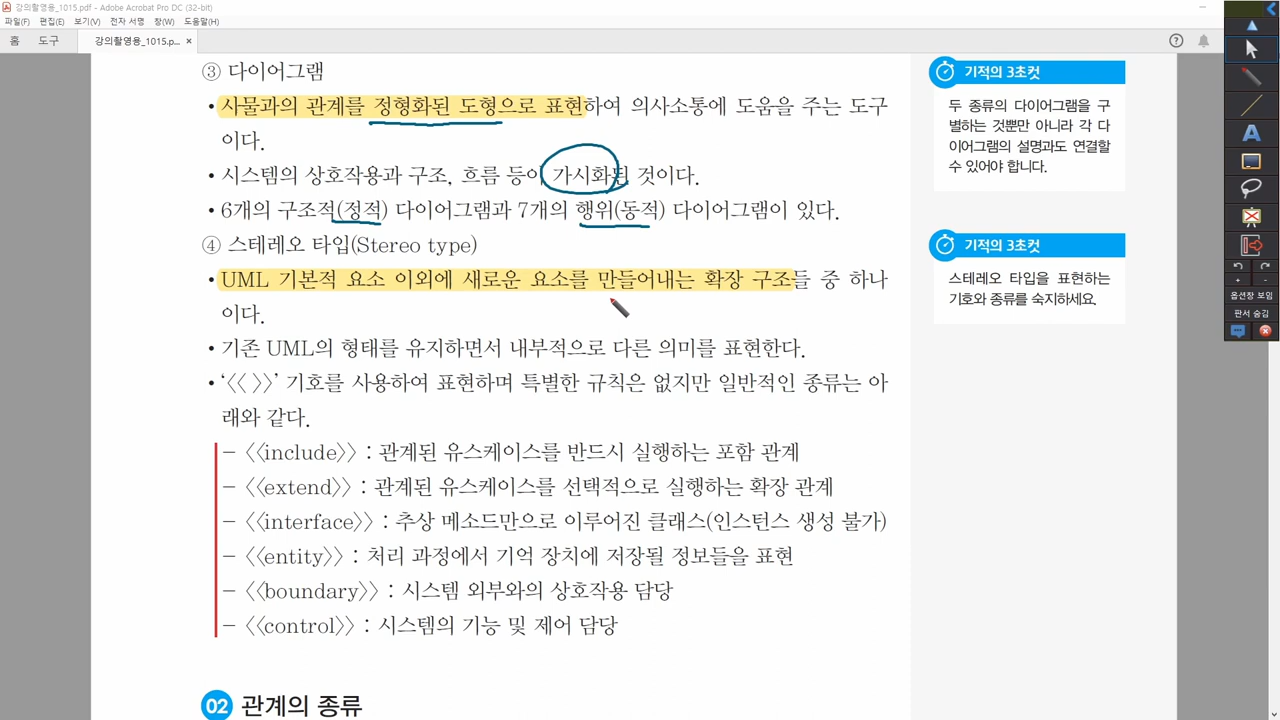 강의촬영용_1015.pdf - Adobe Acrobat Pro DC (32-bit)
파일(F) 편집(E) 보기(V) 전자 서명 창(W) 도움말(H)
홈 도구 강의촬영용_1015.p... ×
③ 다이어그램
• 사물과의 관계를 정형화된 도형으로 표현하여 의사소통에 도움을 주는 도구
이다.
• 시스템의 상호작용과 구조, 흐름 등이 가시화된 것이다.
• 6개의 구조적(정적) 다이어그램과 7개의 행위(동적) 다이어그램이 있다.
④ 스테레오 타입(Stereo type)
• UML 기본적 요소 이외에 새로운 요소를 만들어내는 확장 구조들 중 하나
이다.
• 기존 UML의 형태를 유지하면서 내부적으로 다른 의미를 표현한다.
• ‘〈〈 〉〉’ 기호를 사용하여 표현하며 특별한 규칙은 없지만 일반적인 종류는 아
래와 같다.
– 〈〈include〉〉 : 관계된 유스케이스를 반드시 실행하는 포함 관계
– 〈〈extend〉〉 : 관계된 유스케이스를 선택적으로 실행하는 확장 관계
– 〈〈interface〉〉 : 추상 메소드만으로 이루어진 클래스(인스턴스 생성 불가)
– 〈〈entity〉〉 : 처리 과정에서 기억 장치에 저장될 정보들을 표현
– 〈〈boundary〉〉 : 시스템 외부와의 상호작용 담당
– 〈〈control〉〉 : 시스템의 기능 및 제어 담당
02 관계의 종류
기적의 3초컷
두 종류의 다이어그램을 구
별하는 것뿐만 아니라 각 다
이어그램의 설명과도 연결할
수 있어야 합니다.
기적의 3초컷
스테레오 타입을 표현하는
기호와 종류를 숙지하세요.
A
+ -
옵션창 보임
판서 숨김